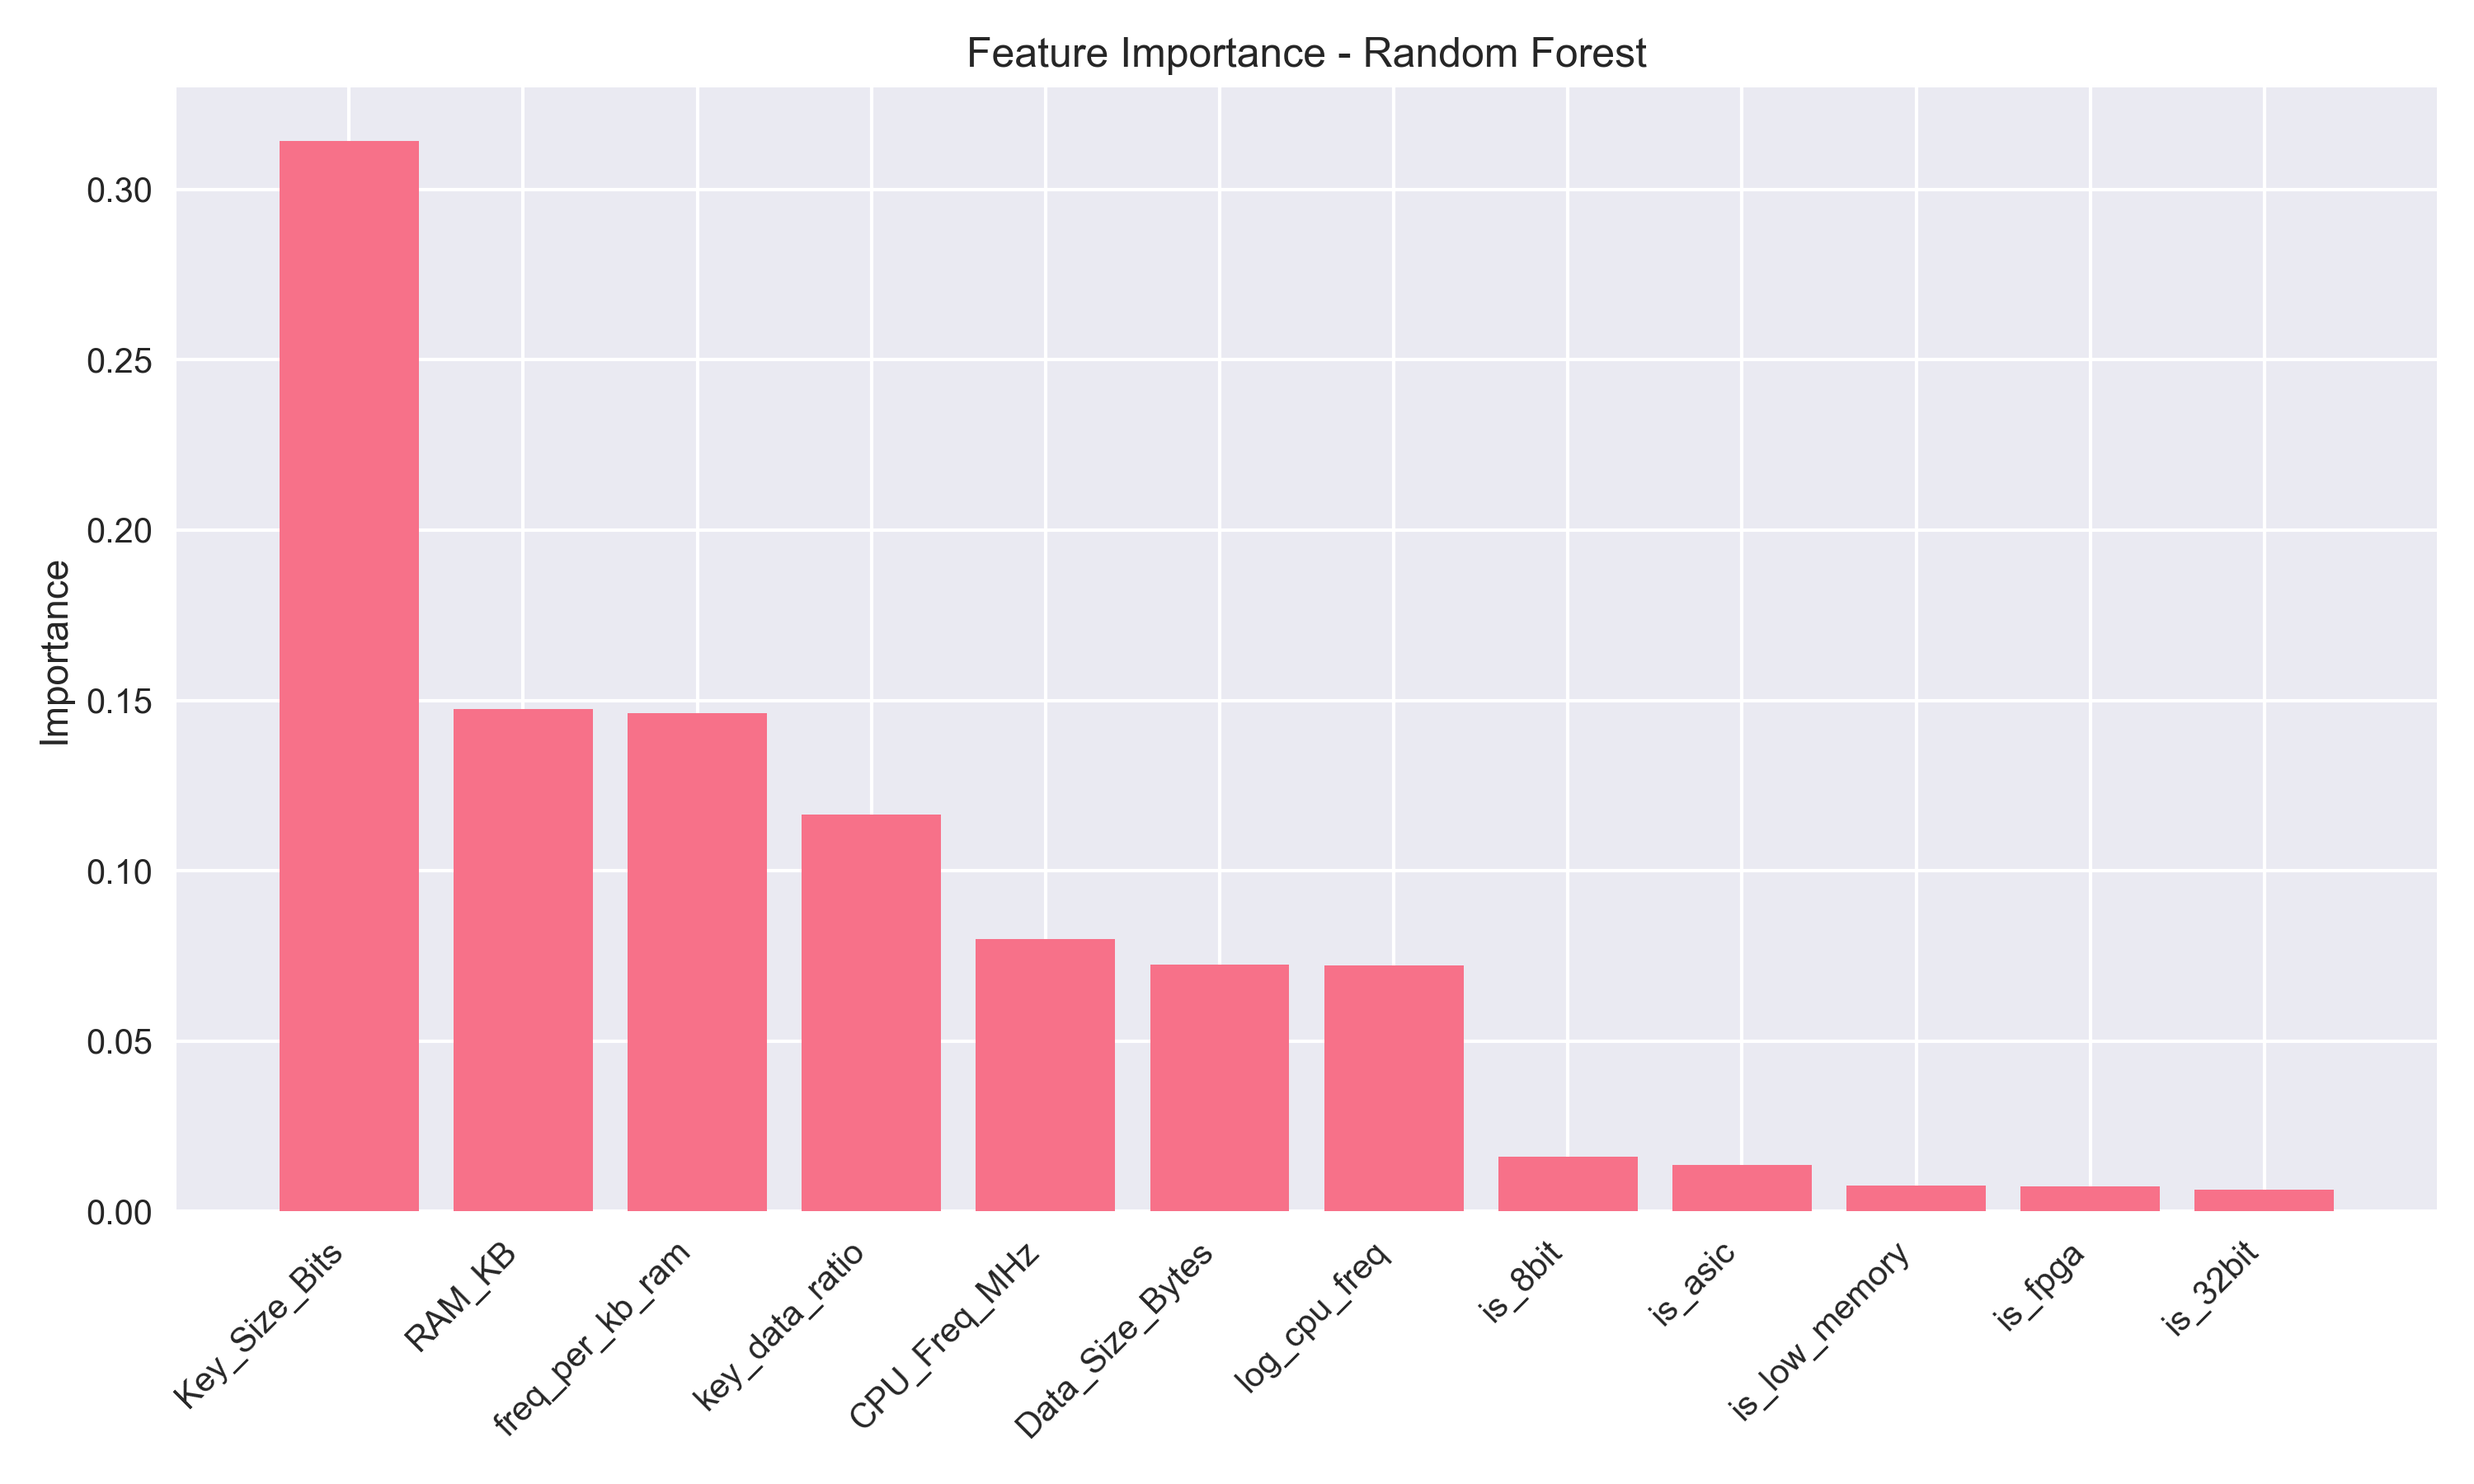 Feature Importance - Random Forest
Importance
0.30
0.25
0.20
0.15
0.10
0.05
0.00
Key_Size_Bits
RAM_KB
freq_per_kb_ram
key_data_ratio
CPU_Freq_MHz
Data_Size_Bytes
log_cpu_freq
is_8bit
is_asic
is_low_memory
is_fpga
is_32bit